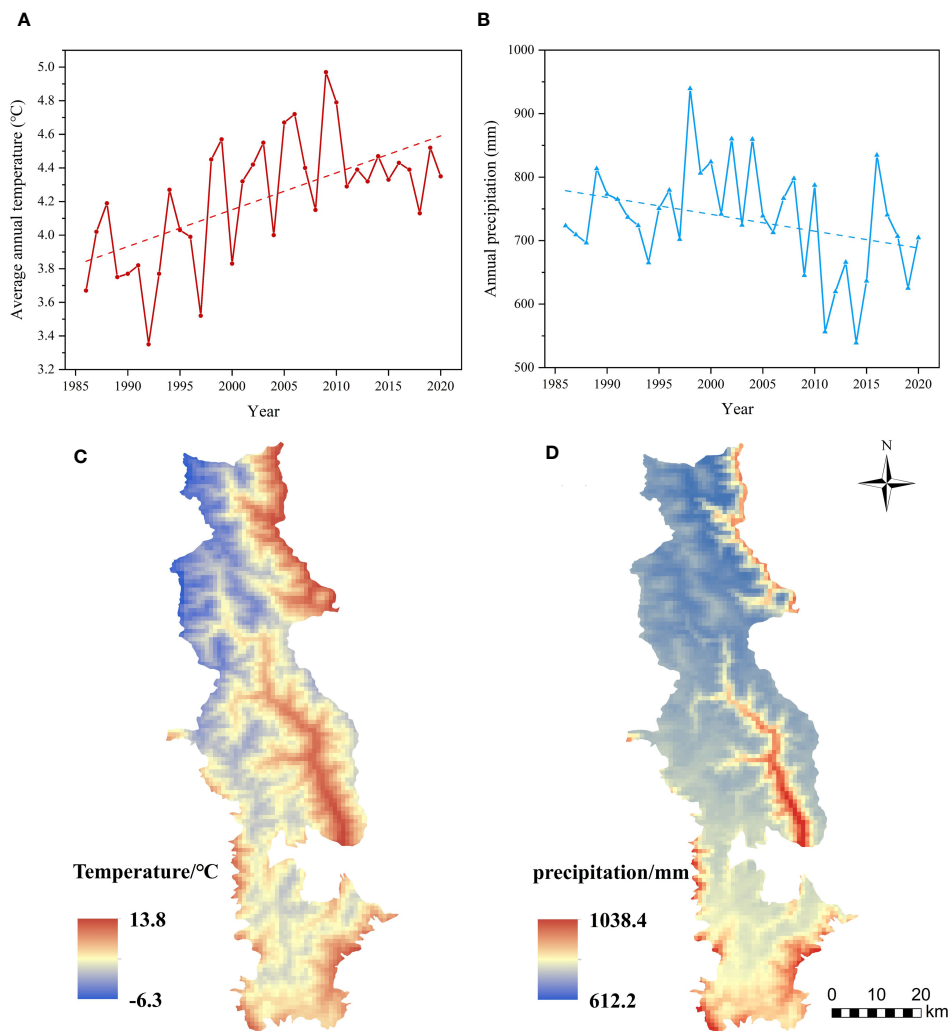 A
Average annual temperature (°C)
5.0
4.8
4.6
4.4
4.2
4.0
3.8
3.6
3.4
3.2
1985 1990 1995 2000 2005 2010 2015 2020
Year
B
Annual precipitation (mm)
1000
900
800
700
600
500
1985 1990 1995 2000 2005 2010 2015 2020
Year
C
Temperature/°C
13.8
-6.3
D
N
precipitation/mm
1038.4
612.2
0 10 20
km